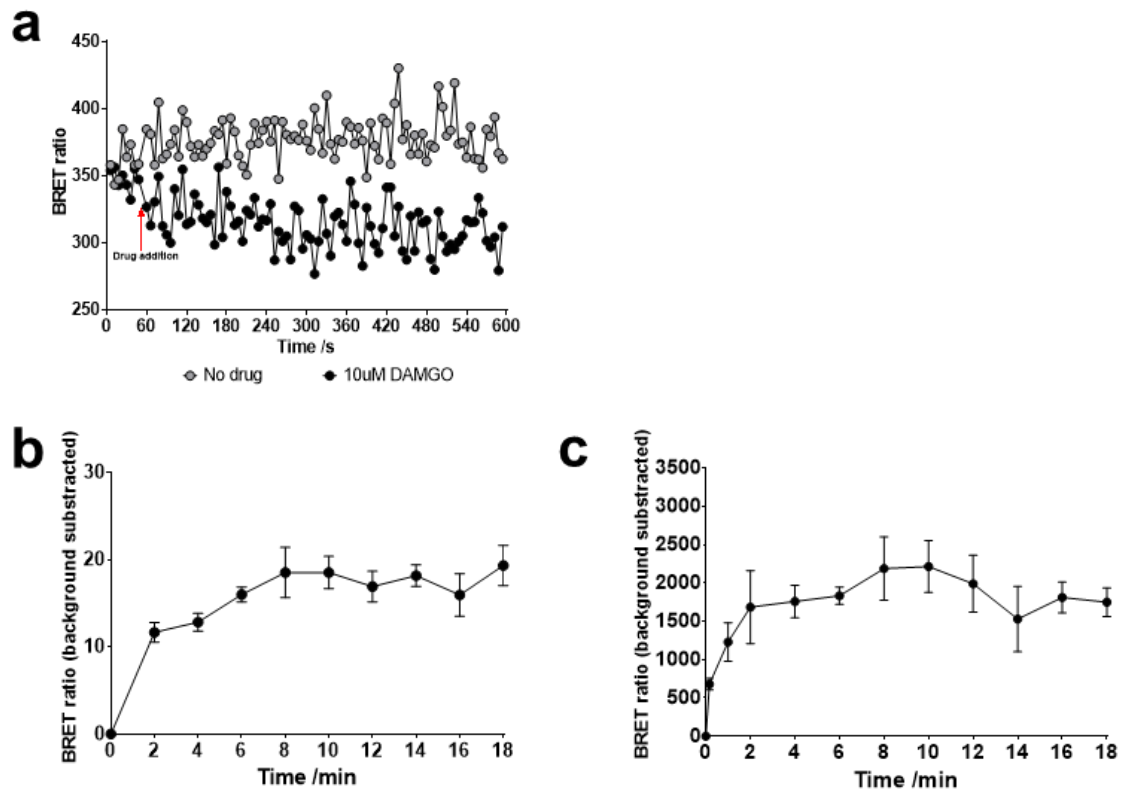 a
BRET ratio
450
400
350
300
250
Drug addition
0 60 120 180 240 300 360 420 480 540 600
Time /s
No drug 10uM DAMGO
b
BRET ratio (background substracted)
30
20
10
0
0 2 4 6 8 10 12 14 16 18
Time /min
c
BRET ratio (background substracted)
3500
3000
2500
2000
1500
1000
500
0
0 2 4 6 8 10 12 14 16 18
Time /min